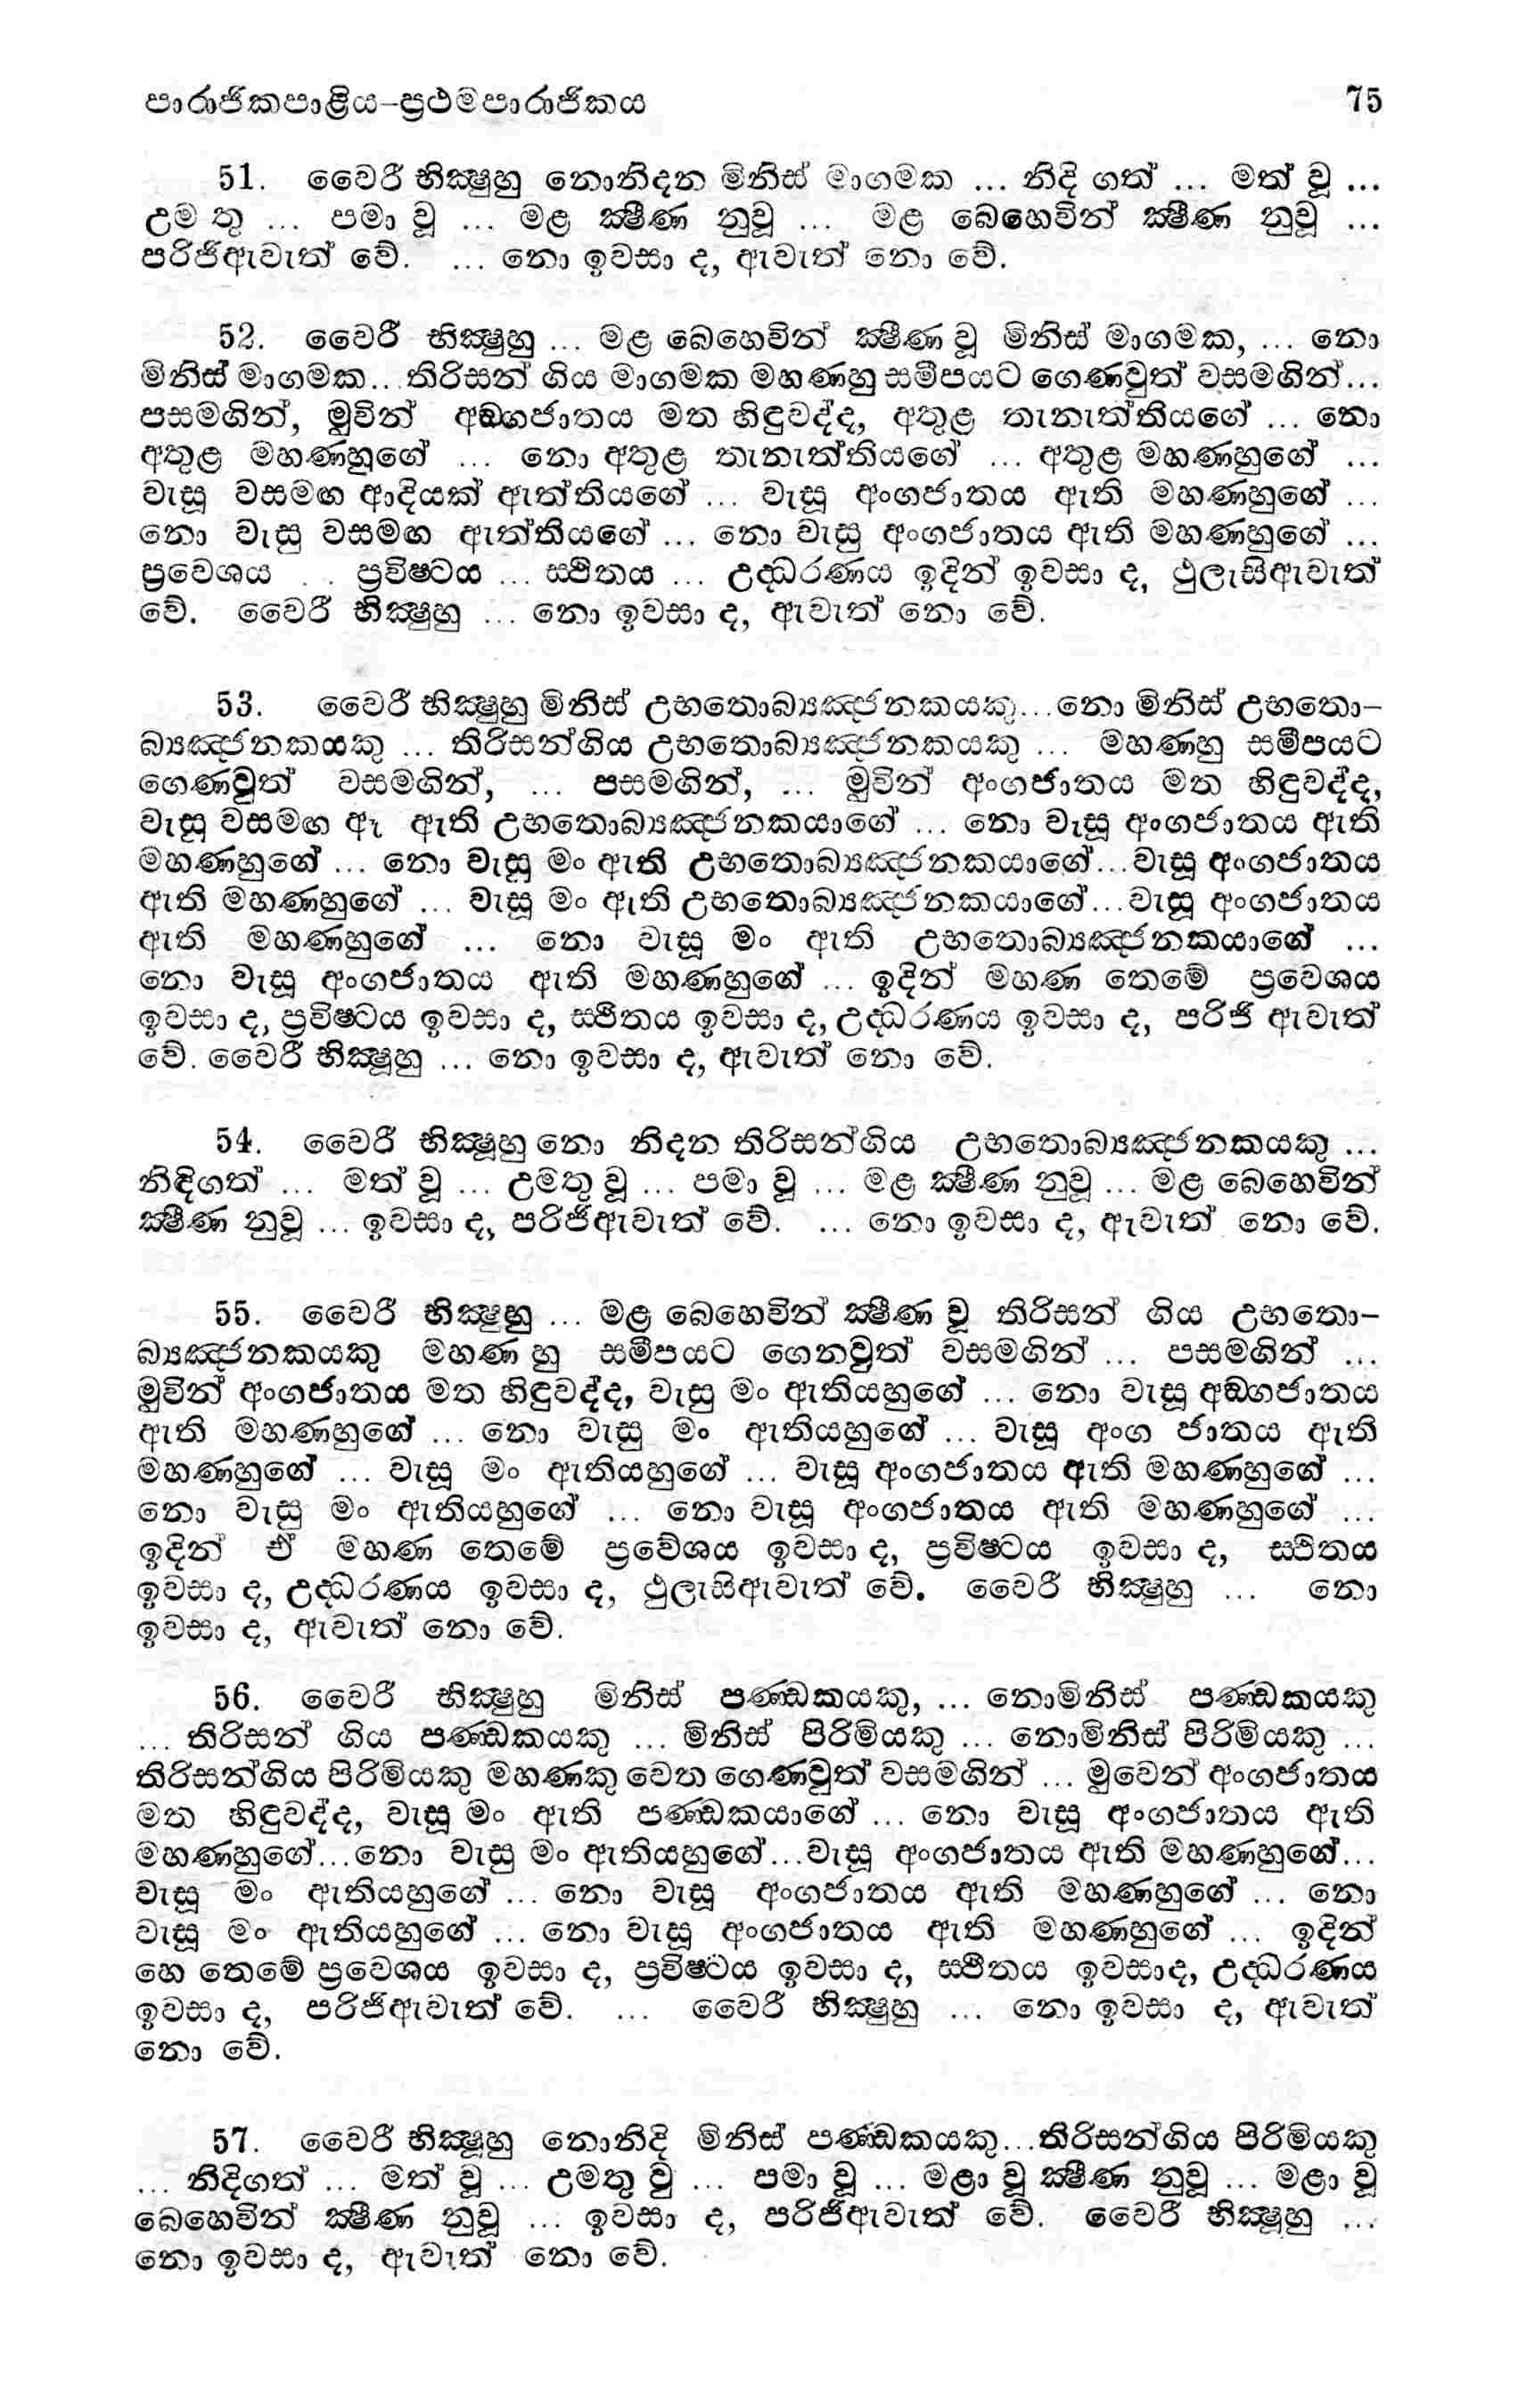 පාරාජිකපාළිය-ප්‍රථමපාරාජිකය 75
51. වෛරී භික්‍ෂුහු නොනිදන මිනිස් මාගමක ... නිදි ගත් ... මත් වූ ...
උම තු ... පමා වූ ... මළ ක්‍ෂීණ නුවූ ... මළ බෙහෙවින් ක්‍ෂීණ නුවූ ...
පරිජිඇවැත් වේ. ... නො ඉවසා ද, ඇවැත් නො වේ.
52. වෛරී භික්‍ෂුහු ... මළ බෙහෙවින් ක්‍ෂීණ වූ මිනිස් මාගමක, ... නො
මිනිස් මාගමක... තිරිසන් ගිය මාගමක මහණහු සමීපයට ගෙණවුත් වසමගින්...
පසමගින්, මුවින් අඞ්ගජාතය මත හිඳුවද්ද, අතුළ තැනැත්තියගේ ... නො
අතුළ මහණහුගේ ... නො අතුළ තැනැත්තියගේ ... අතුළ මහණහුගේ ...
වැසූ වසමඟ ආදියක් ඇත්තියගේ ... වැසූ අංගජාතය ඇති මහණහුගේ ...
නො වැසු වසමඟ ඇත්තියගේ ... නො වැසු අංගජාතය ඇති මහණහුගේ ...
ප්‍රවෙශය . . ප්‍රවිෂ්ටය ... ස්ථිතය ... උද්ධරණය ඉදින් ඉවසා ද, ථුලැසිඇවැත්
වේ. වෛරී භික්‍ෂුහු ... නො ඉවසා ද, ඇවැත් නො වේ.
53. වෛරී භික්‍ෂුහු මිනිස් උභතොබ්‍යඤ්ජනකයකු...නො මිනිස් උභතො-
බ්‍යඤ්ජනකයකු ... තිරිසන්ගිය උභතොබ්‍යඤ්ජනකයකු ... මහණහු සමීපයට
ගෙණවුත් වසමගින්, ... පසමගින්, ... මුවින් අංගජාතය මත හිඳුවද්ද,
වැසූ වසමඟ ඈ ඇති උභතොබ්‍යඤ්ජනකයාගේ ... නො වැසූ අංගජාතය ඇති
මහණහුගේ ... නො වැසූ මං ඇති උභතොබ්‍යඤ්ජනකයාගේ...වැසූ අංගජාතය
ඇති මහණහුගේ ... වැසූ මං ඇති උභතොබ්‍යඤ්ජනකයාගේ...වැසූ අංගජාතය
ඇති මහණහුගේ ... නො වැසූ මං ඇති උභතොබ්‍යඤ්ජනකයාගේ ...
නො වැසූ අංගජාතය ඇති මහණහුගේ ... ඉදින් මහණ තෙමේ ප්‍රවෙශය
ඉවසා ද, ප්‍රවිෂ්ටය ඉවසා ද, ස්ථිතය ඉවසා ද, උද්ධරණය ඉවසා ද, පරිජි ඇවැත්
වේ. වෛරී භික්‍ෂූහු ... නො ඉවසා ද, ඇවැත් නො වේ.
54. වෛරී භික්‍ෂූහු නො නිදන තිරිසන්ගිය උභතොබ්‍යඤ්ජනකයකු ...
නිඳිගත් ... මත් වූ ... උමතු වූ ... පමා වූ ... මළ ක්‍ෂීණ නුවූ ... මළ බෙහෙවින්
ක්‍ෂීණ නුවූ ... ඉවසා ද, පරිජිඇවැත් වේ. ... නො ඉවසා ද, ඇවැත් නො වේ.
55. වෛරී භික්‍ෂුහු ... මළ බෙහෙවින් ක්‍ෂීණ වූ තිරිසන් ගිය උභතො-
බ්‍යඤ්ජනකයකු මහණ හු සමීපයට ගෙනවුත් වසමගින් ... පසමගින් ...
මුවින් අංගජාතය මත හිඳුවද්ද, වැසු මං ඇතියහුගේ ... නො වැසූ අඞ්ගජාතය
ඇති මහණහුගේ ... නො වැසු මං ඇතියහුගේ ... වැසූ අංග ජාතය ඇති
මහණහුගේ ... වැසූ මං ඇතියහුගේ ... වැසූ අංගජාතය ඇති මහණහුගේ ...
නො වැසු මං ඇතියහුගේ ... නො වැසූ අංගජාතය ඇති මහණහුගේ ...
ඉදින් ඒ මහණ තෙමේ ප්‍රවේශය ඉවසා ද, ප්‍රවිෂ්ටය ඉවසා ද, ස්ථිතය
ඉවසා ද, උද්ධරණය ඉවසා ද, ථුලැසිඇවැත් වේ. වෛරී භික්‍ෂුහු ... නො
ඉවසා ද, ඇවැත් නො වේ.
56. වෛරී භික්‍ෂුහු මිනිස් පණ්ඩකයකු, ... නොමිනිස් පණ්ඩකයකු
... තිරිසන් ගිය පණ්ඩකයකු ... මිනිස් පිරිමියකු ... නොමිනිස් පිරිමියකු ...
තිරිසන්ගිය පිරිමියකු මහණකු වෙත ගෙණවුත් වසමගින් ... මුවෙන් අංගජාතය
මත හිඳුවද්ද, වැසූ මං ඇති පණ්ඩකයාගේ ... නො වැසූ අංගජාතය ඇති
මහණහුගේ...නො වැසු මං ඇතියහුගේ...වැසූ අංගජාතය ඇති මහණහුගේ...
වැසූ මං ඇතියහුගේ ... නො වැසූ අංගජාතය ඇති මහණහුගේ ... නො
වැසූ මං ඇතියහුගේ ... නො වැසූ අංගජාතය ඇති මහණහුගේ ... ඉදින්
හෙ තෙමේ ප්‍රවෙශය ඉවසා ද, ප්‍රවිෂ්ටය ඉවසා ද, ස්ථිතය ඉවසාද, උද්ධරණය
ඉවසා ද, පරිජිඇවැත් වේ. ... වෛරී භික්‍ෂුහු ... නො ඉවසා ද, ඇවැත්
නො වේ.
57. වෛරී භික්‍ෂූහු නොනිදි මිනිස් පණ්ඩකයකු...තිරිසන්ගිය පිරිමියකු
... නිදිගත් ... මත් වූ ... උමතු වු ... පමා වූ ... මළා වූ ක්‍ෂීණ නුවූ ... මළා වූ
බෙහෙවින් ක්‍ෂීණ නුවූ ... ඉවසා ද, පරිජිඇවැත් වේ. වෛරී භික්‍ෂූහු ...
නො ඉවසා ද, ඇවැත් නො වේ.